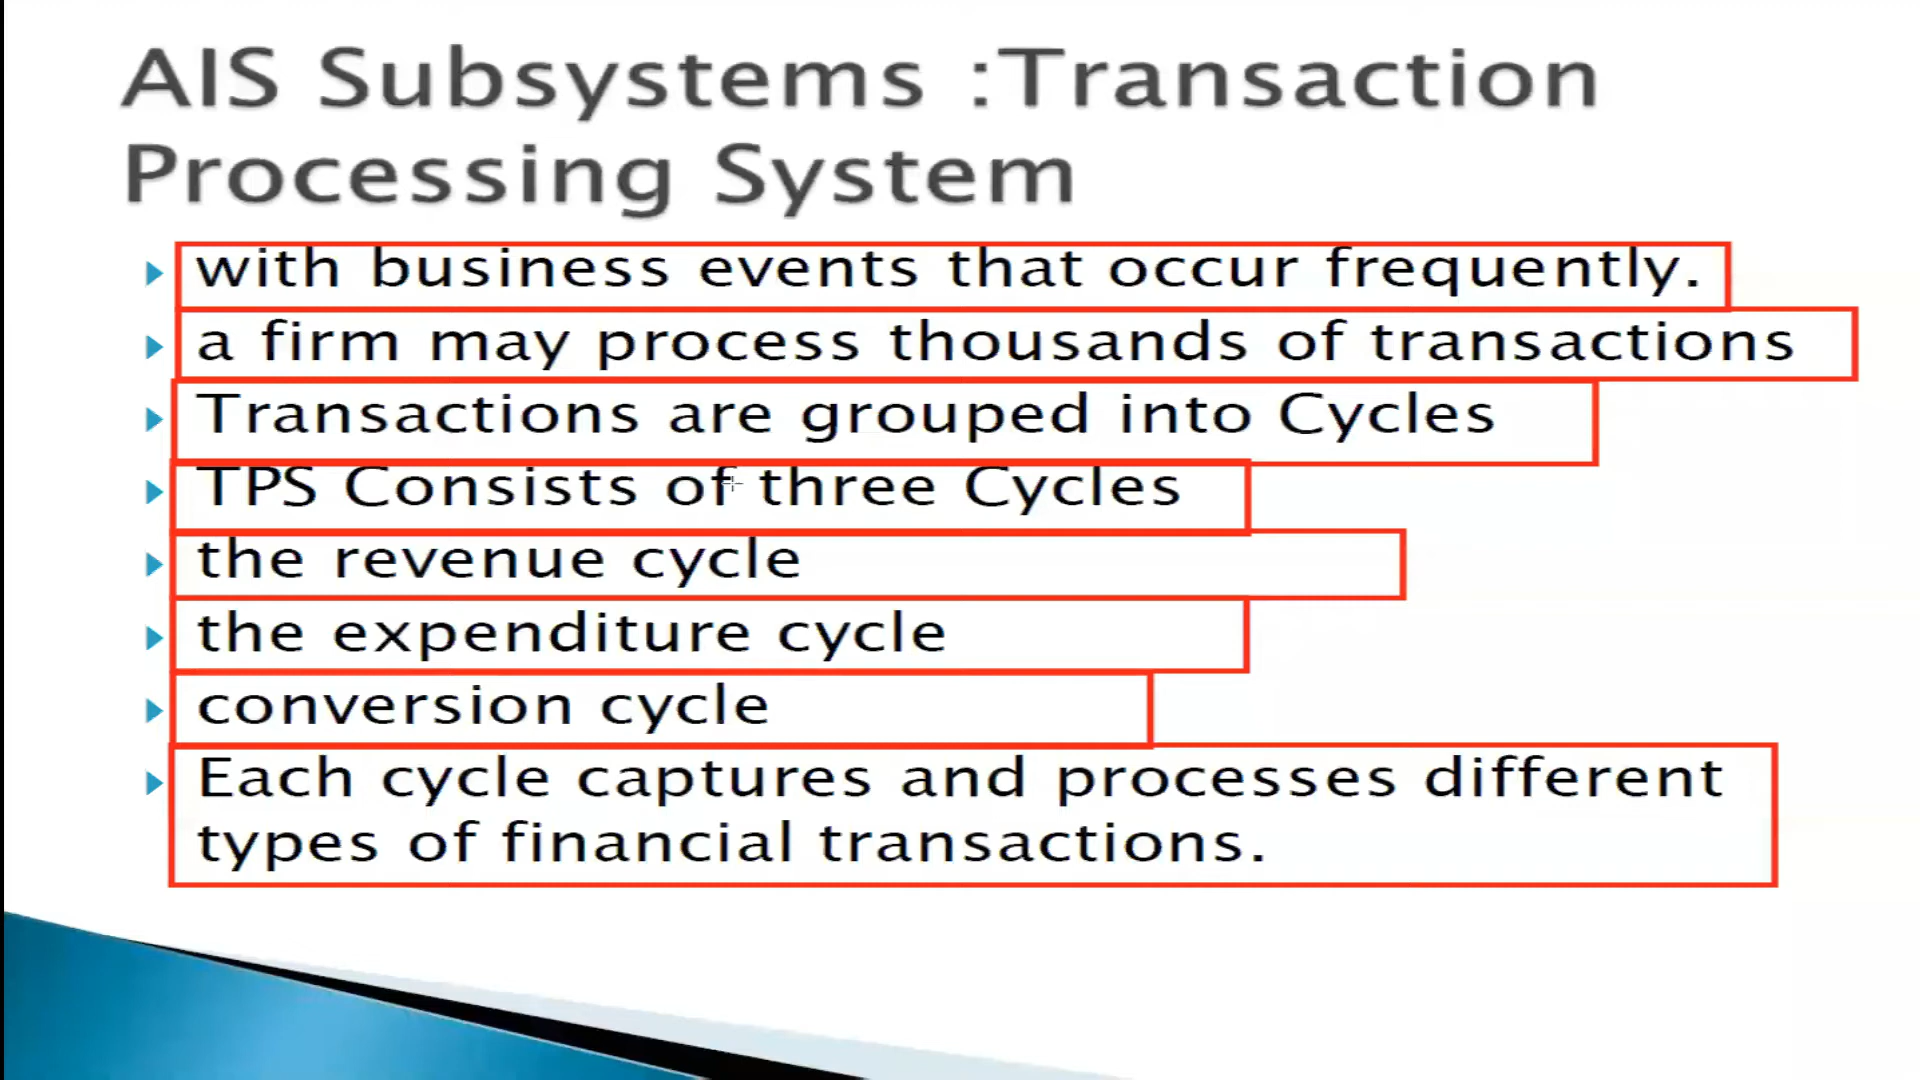 AIS Subsystems :Transaction
Processing System
with business events that occur frequently.
a firm may process thousands of transactions
Transactions are grouped into Cycles
TPS Consists of three Cycles
the revenue cycle
the expenditure cycle
conversion cycle
Each cycle captures and processes different
types of financial transactions.